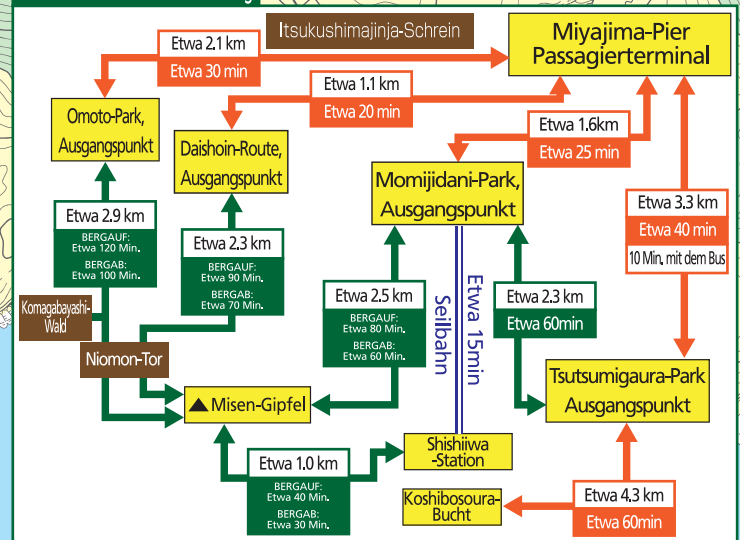 Itsukushimajinja-Schrein
Miyajima-Pier
Passagierterminal
Etwa 2.1 km
Etwa 30 min
Etwa 1.1 km
Etwa 20 min
Etwa 1.6km
Etwa 25 min
Omoto-Park,
Ausgangspunkt
Daishoin-Route,
Ausgangspunkt
Momijidani-Park,
Ausgangspunkt
Etwa 3.3 km
Etwa 40 min
10 Min. mit dem Bus
Etwa 2.9 km
BERGAUF:
Etwa 120 Min.
BERGAB:
Etwa 100 Min.
Etwa 2.3 km
BERGAUF:
Etwa 90 Min.
BERGAB:
Etwa 70 Min.
Etwa 2.5 km
BERGAUF:
Etwa 80 Min.
BERGAB:
Etwa 60 Min.
Etwa 15min
Seilbahn
Etwa 2.3 km
Etwa 60min
Komagabayashi-
Wald
Niomon-Tor
▲ Misen-Gipfel
Tsutsumigaura-Park
Ausgangspunkt
Etwa 1.0 km
BERGAUF:
Etwa 40 Min.
BERGAB:
Etwa 30 Min.
Shishiiwa
-Station
Koshibosoura-
Bucht
Etwa 4.3 km
Etwa 60min